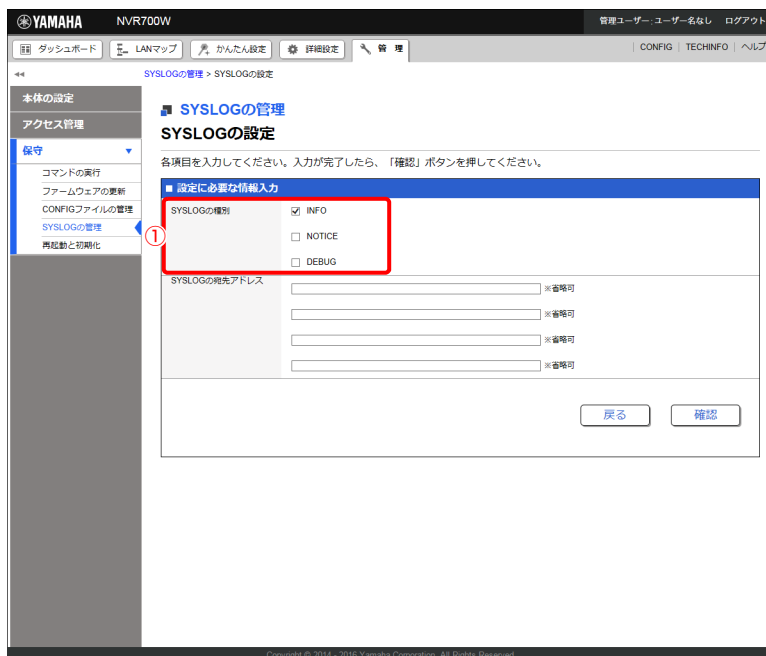 YAMAHA NVR700W 管理ユーザー:ユーザー名なし ログアウト
ダッシュボード LANマップ かんたん設定 詳細設定 管 理 CONFIG TECHINFO ヘルプ
SYSLOGの管理 > SYSLOGの設定
本体の設定
アクセス管理
保守
コマンドの実行
ファームウェアの更新
CONFIGファイルの管理
SYSLOGの管理
再起動と初期化
SYSLOGの管理
SYSLOGの設定
各項目を入力してください。入力が完了したら、「確認」ボタンを押してください。
■ 設定に必要な情報入力
①
SYSLOGの種別 INFO
NOTICE
DEBUG
SYSLOGの宛先アドレス ※省略可
※省略可
※省略可
※省略可
戻る 確認
Copyright © 2014 - 2016 Yamaha Corporation. All Rights Reserved.